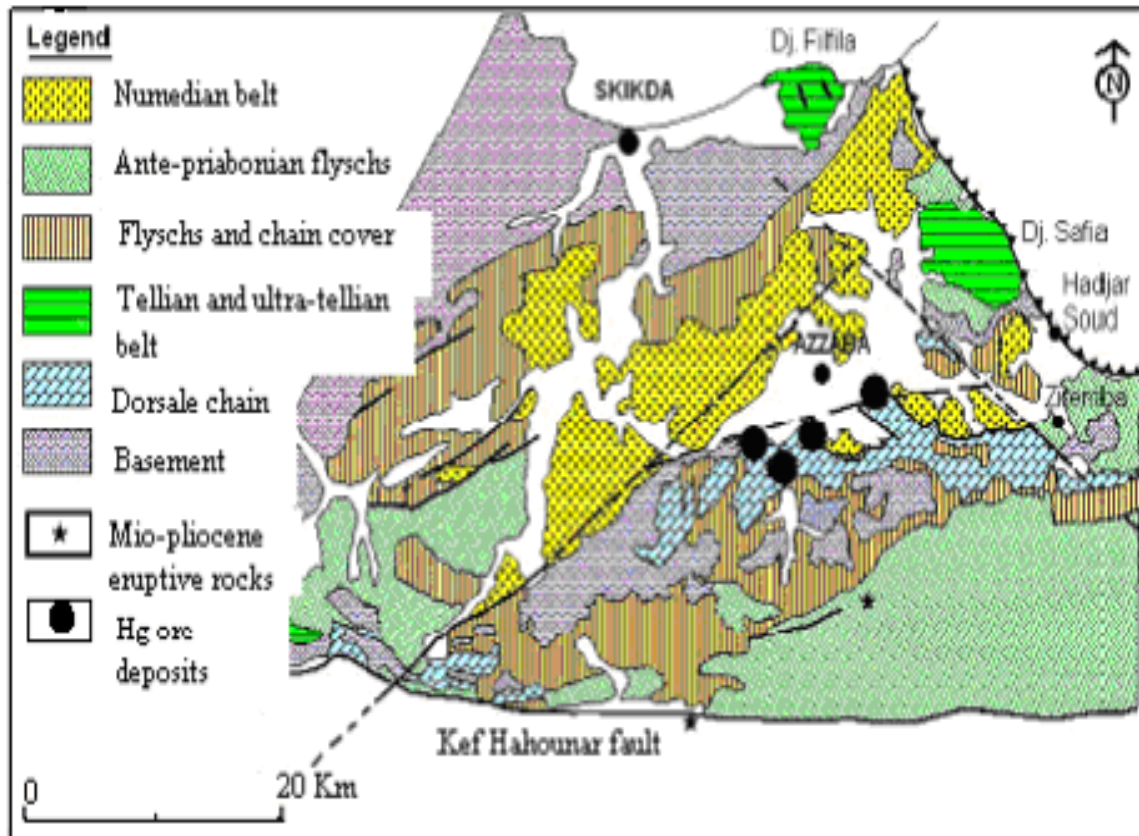 Legend
Numedian belt
Ante-priabonian flyschs
Flyschs and chain cover
Tellian and ultra-tellian
belt
Dorsale chain
Basement
Mio-pliocene
eruptive rocks
Hg ore
deposits
Dj. Filfila
SKIKDA
N
Dj. Safia
Hadjar
Soud
AZZABA
Kef Hahounar fault
0
20 Km